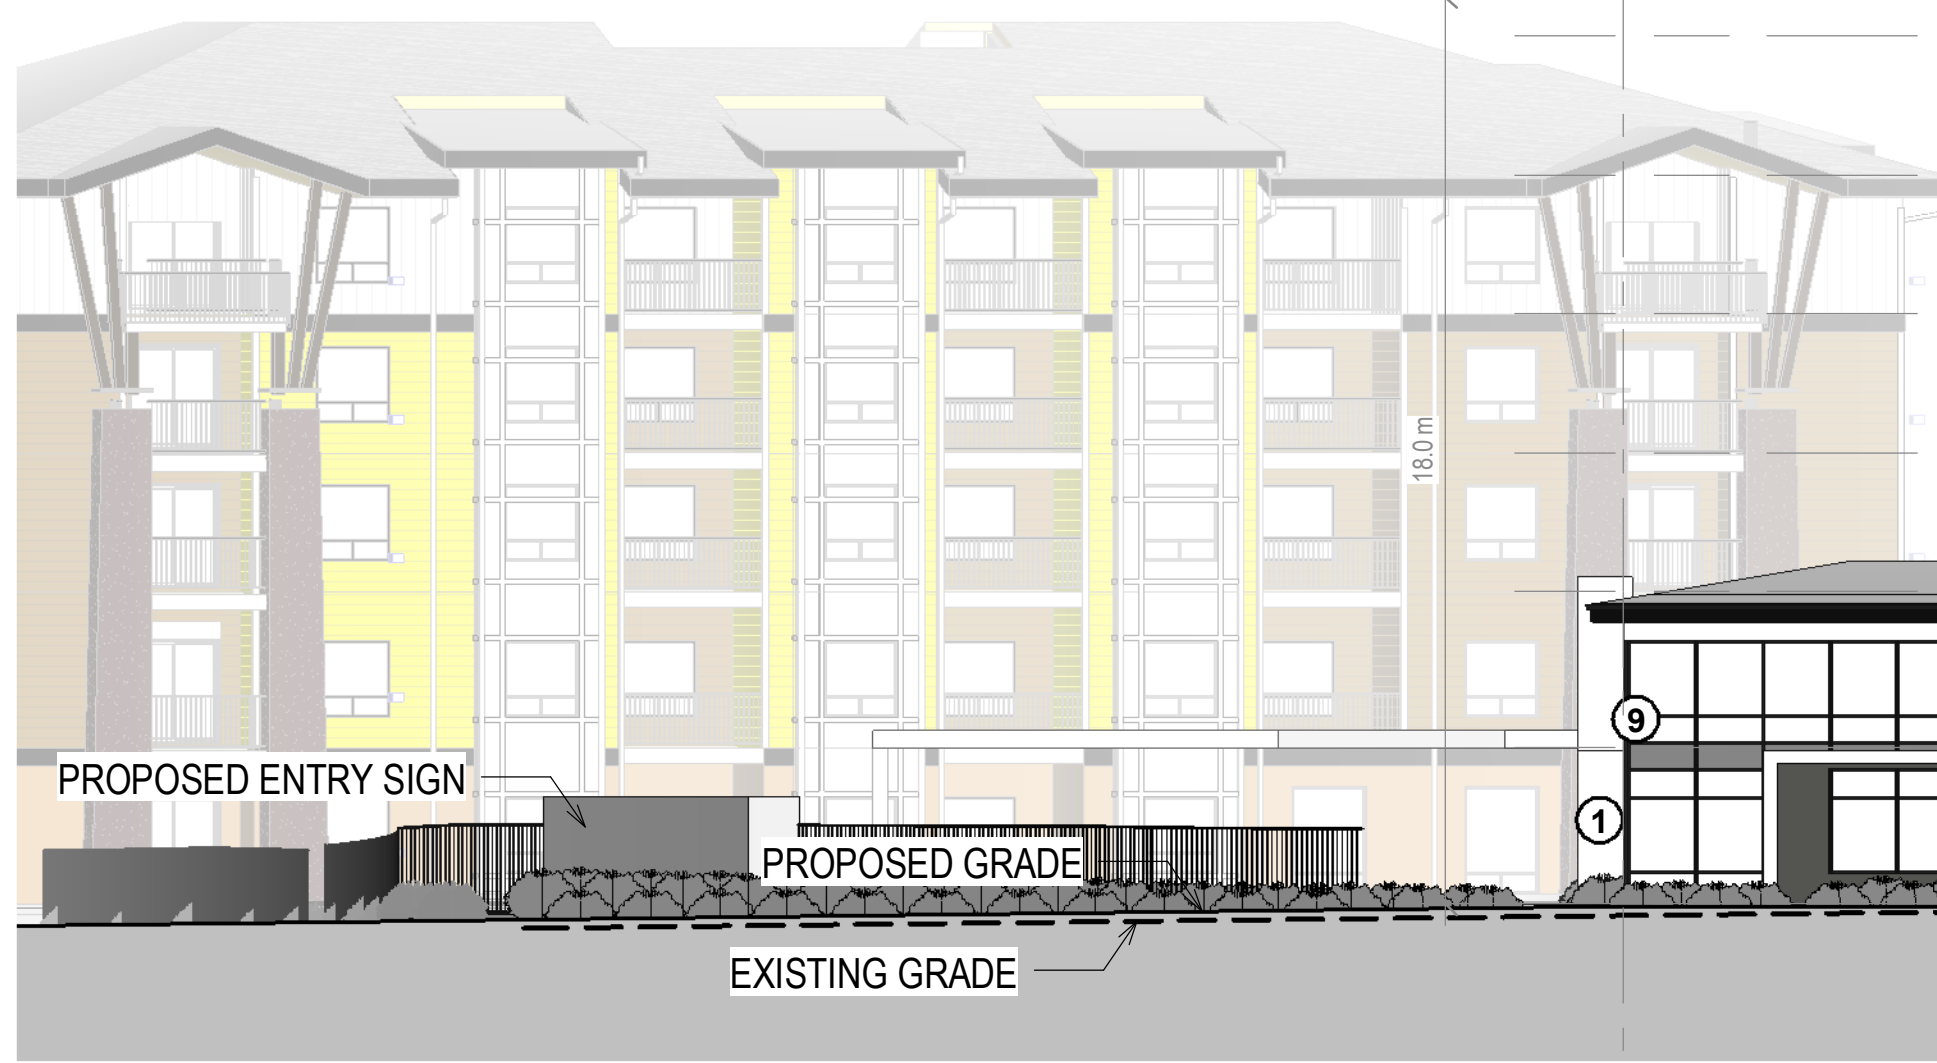 18.0 m
9
PROPOSED ENTRY SIGN
1
PROPOSED GRADE
EXISTING GRADE